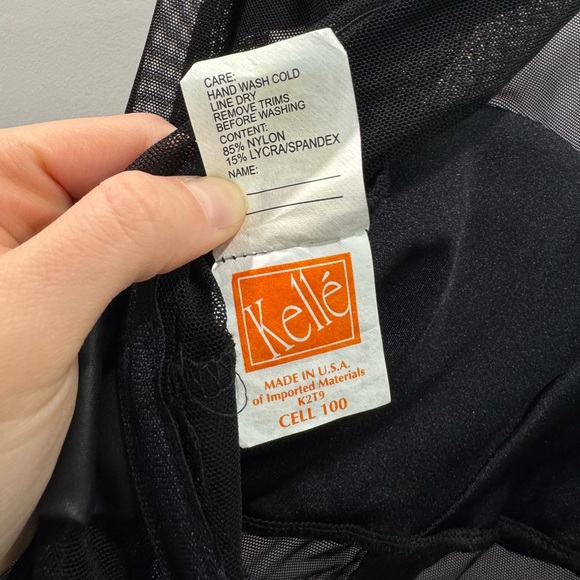 CARE:
HAND WASH COLD
LINE DRY
REMOVE TRIMS
BEFORE WASHING
CONTENT:
85% NYLON
15% LYCRA/SPANDEX
NAME:
Kellé
MADE IN U.S.A.
of Imported Materials
K2T9
CELL 100